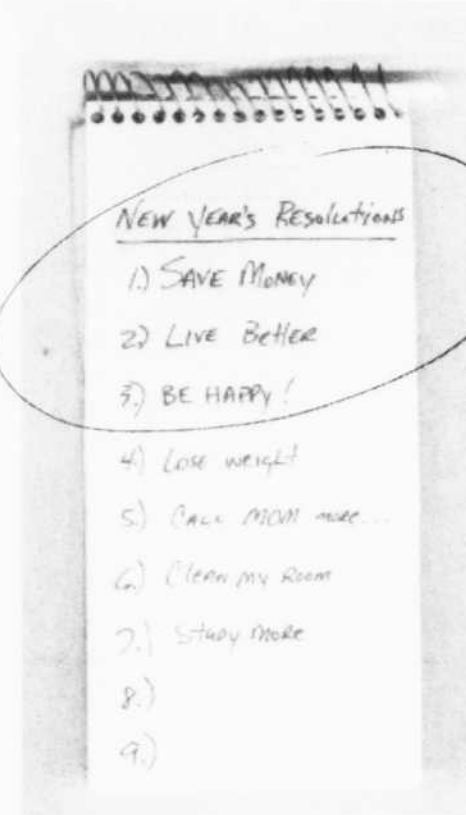 New Year's Resolutions
1.) Save Money
2) Live Better
3.) Be Happy!
4.) Lose weight
5.) Call Mom more...
6.) Clean my Room
7.) Study More
8.)
9.)